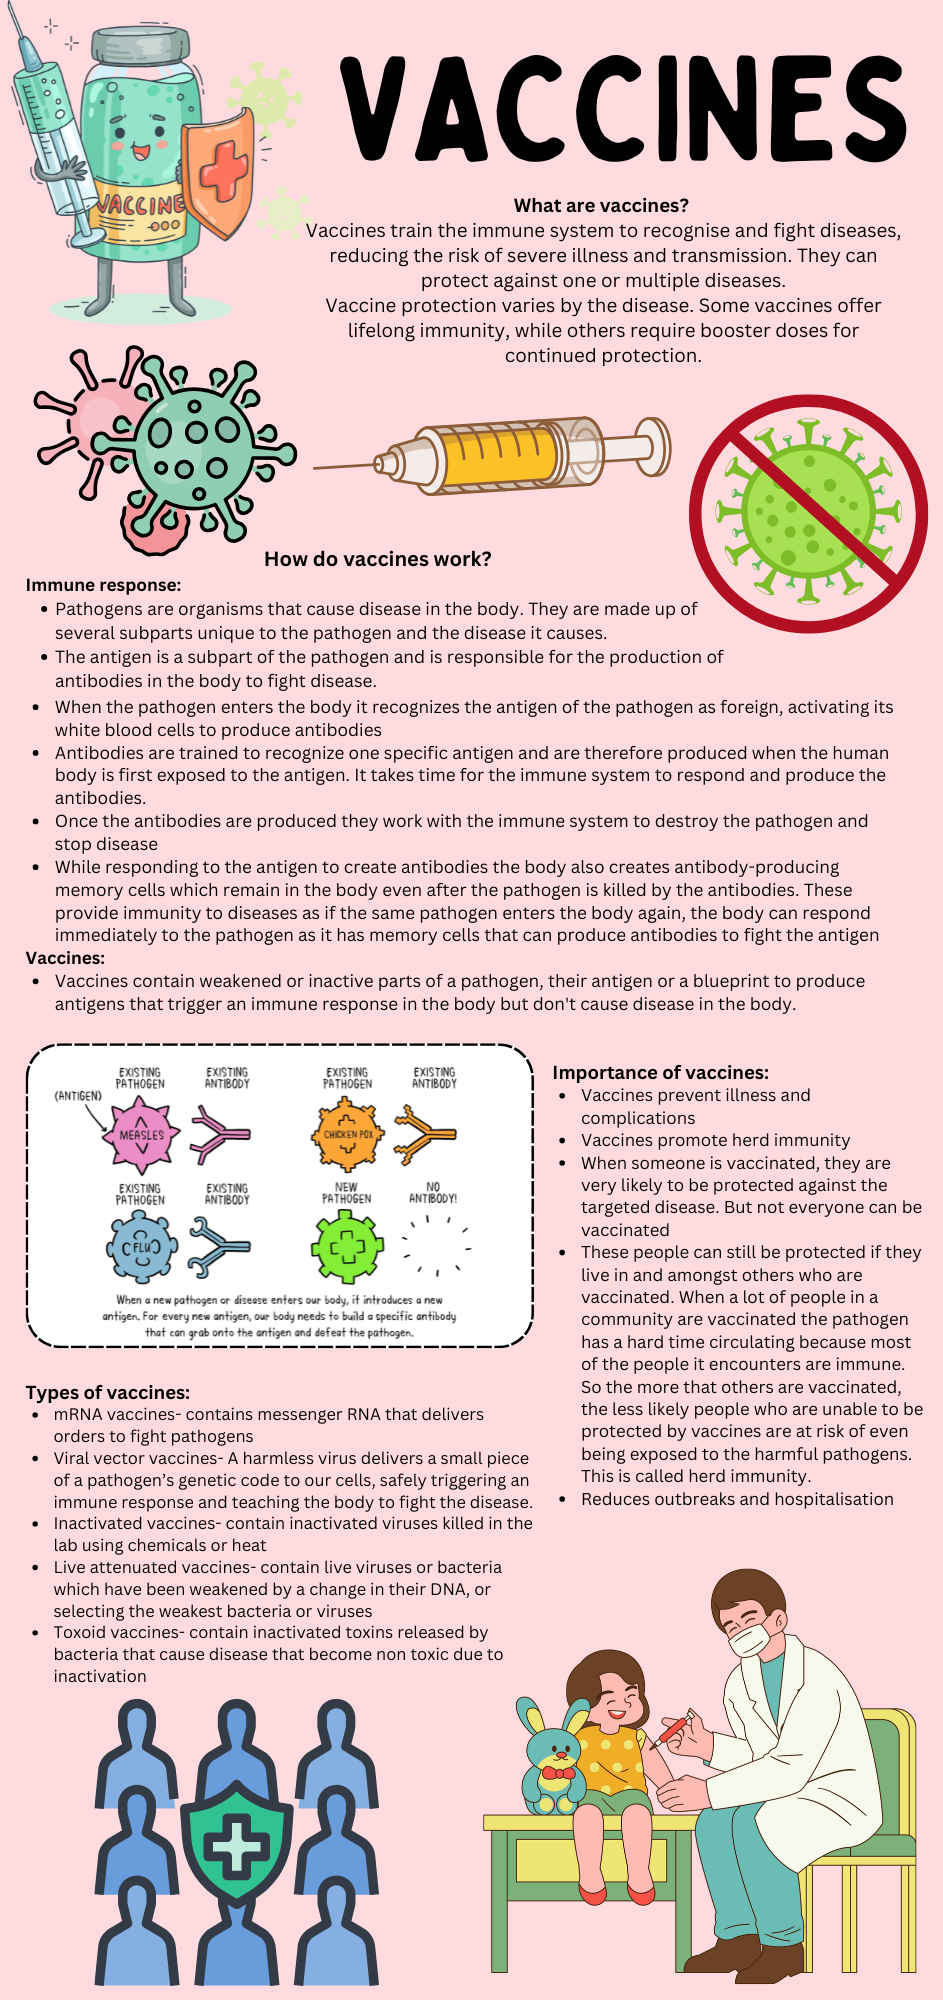 VACCINES
VACCINE
What are vaccines?
Vaccines train the immune system to recognise and fight diseases,
reducing the risk of severe illness and transmission. They can
protect against one or multiple diseases.
Vaccine protection varies by the disease. Some vaccines offer
lifelong immunity, while others require booster doses for
continued protection.
How do vaccines work?
Immune response:
• Pathogens are organisms that cause disease in the body. They are made up of
several subparts unique to the pathogen and the disease it causes.
• The antigen is a subpart of the pathogen and is responsible for the production of
antibodies in the body to fight disease.
• When the pathogen enters the body it recognizes the antigen of the pathogen as foreign, activating its
white blood cells to produce antibodies
• Antibodies are trained to recognize one specific antigen and are therefore produced when the human
body is first exposed to the antigen. It takes time for the immune system to respond and produce the
antibodies.
• Once the antibodies are produced they work with the immune system to destroy the pathogen and
stop disease
• While responding to the antigen to create antibodies the body also creates antibody-producing
memory cells which remain in the body even after the pathogen is killed by the antibodies. These
provide immunity to diseases as if the same pathogen enters the body again, the body can respond
immediately to the pathogen as it has memory cells that can produce antibodies to fight the antigen
Vaccines:
• Vaccines contain weakened or inactive parts of a pathogen, their antigen or a blueprint to produce
antigens that trigger an immune response in the body but don't cause disease in the body.
EXISTING
PATHOGEN
EXISTING
ANTIBODY
(ANTIGEN)
MEASLES
EXISTING
PATHOGEN
EXISTING
ANTIBODY
CHICKEN POX
EXISTING
PATHOGEN
EXISTING
ANTIBODY
FLU
NEW
PATHOGEN
NO
ANTIBODY!
When a new pathogen or disease enters our body, it introduces a new
antigen. For every new antigen, our body needs to build a specific antibody
that can grab onto the antigen and defeat the pathogen.
Importance of vaccines:
• Vaccines prevent illness and
complications
• Vaccines promote herd immunity
• When someone is vaccinated, they are
very likely to be protected against the
targeted disease. But not everyone can be
vaccinated
• These people can still be protected if they
live in and amongst others who are
vaccinated. When a lot of people in a
community are vaccinated the pathogen
has a hard time circulating because most
of the people it encounters are immune.
So the more that others are vaccinated,
the less likely people who are unable to be
protected by vaccines are at risk of even
being exposed to the harmful pathogens.
This is called herd immunity.
• Reduces outbreaks and hospitalisation
Types of vaccines:
• mRNA vaccines- contains messenger RNA that delivers
orders to fight pathogens
• Viral vector vaccines- A harmless virus delivers a small piece
of a pathogen’s genetic code to our cells, safely triggering an
immune response and teaching the body to fight the disease.
• Inactivated vaccines- contain inactivated viruses killed in the
lab using chemicals or heat
• Live attenuated vaccines- contain live viruses or bacteria
which have been weakened by a change in their DNA, or
selecting the weakest bacteria or viruses
• Toxoid vaccines- contain inactivated toxins released by
bacteria that cause disease that become non toxic due to
inactivation